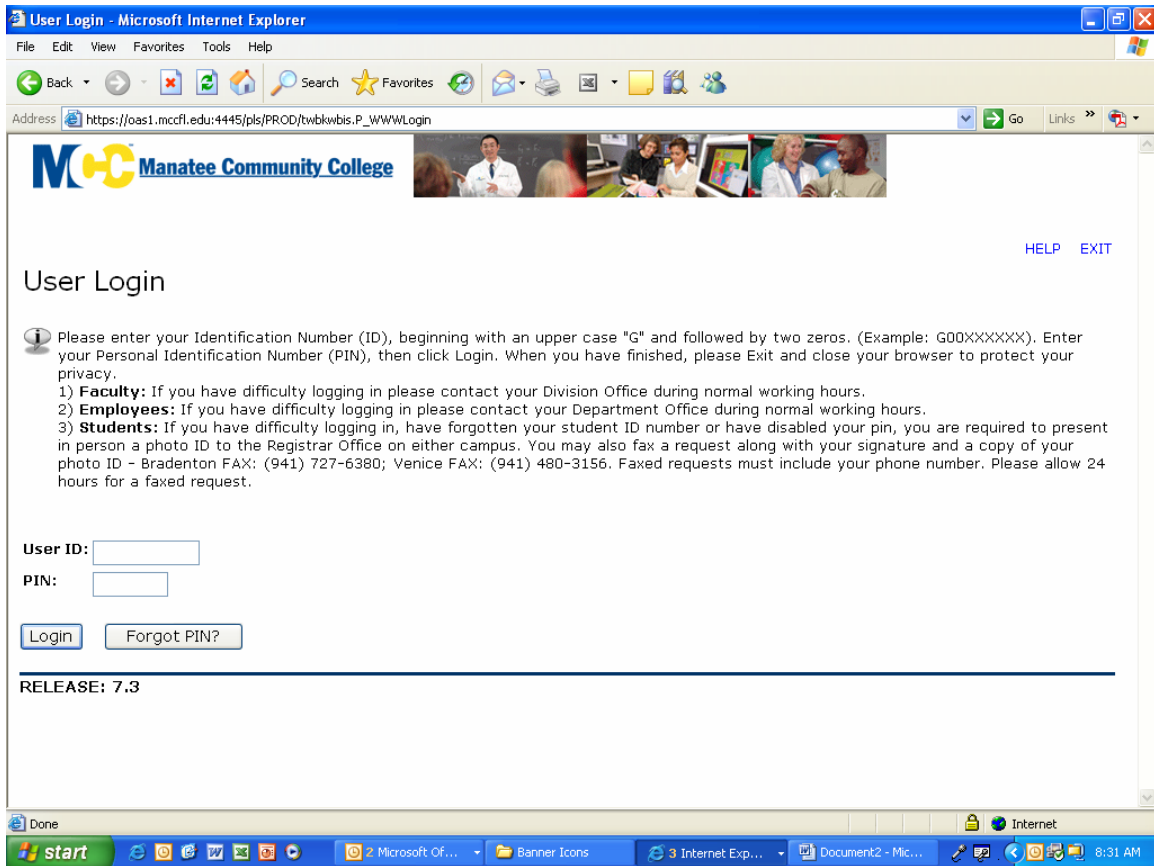 User Login - Microsoft Internet Explorer
File Edit View Favorites Tools Help
Back Search Favorites
Address https://oas1.mccfl.edu:4445/pls/PROD/twbkwbis.P_WWWLogin Go Links »
MCC Manatee Community College
HELP EXIT
User Login
Please enter your Identification Number (ID), beginning with an upper case "G" and followed by two zeros. (Example: G00XXXXXX). Enter
your Personal Identification Number (PIN), then click Login. When you have finished, please Exit and close your browser to protect your
privacy.
1) Faculty: If you have difficulty logging in please contact your Division Office during normal working hours.
2) Employees: If you have difficulty logging in please contact your Department Office during normal working hours.
3) Students: If you have difficulty logging in, have forgotten your student ID number or have disabled your pin, you are required to present
in person a photo ID to the Registrar Office on either campus. You may also fax a request along with your signature and a copy of your
photo ID - Bradenton FAX: (941) 727-6380; Venice FAX: (941) 480-3156. Faxed requests must include your phone number. Please allow 24
hours for a faxed request.
User ID:
PIN:
Login Forgot PIN?
RELEASE: 7.3
Done Internet
start 2 Microsoft Of... Banner Icons 3 Internet Exp... Document2 - Mic... 8:31 AM